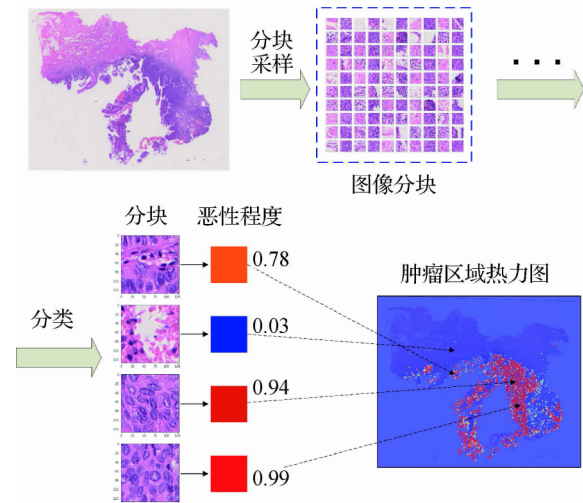 分块
采样
...
图像分块
分块
恶性程度
0.78
肿瘤区域热力图
分类
0.03
0.94
0.99